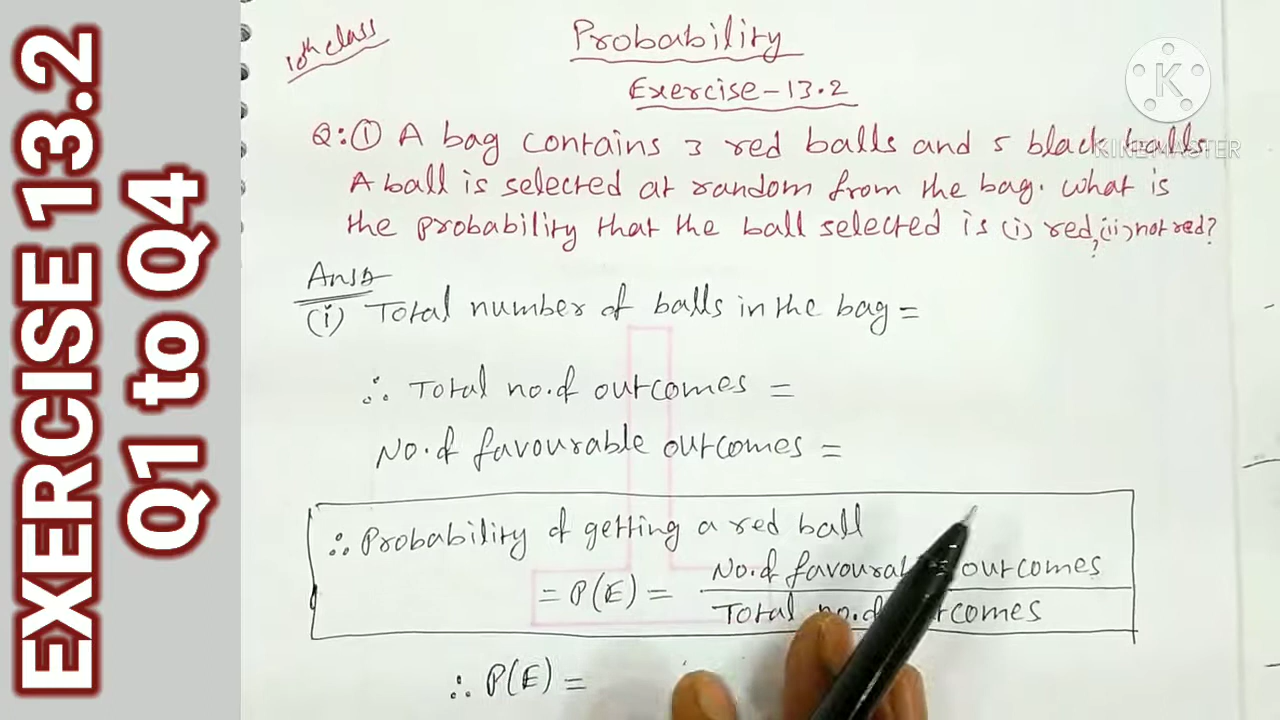 EXERCISE 13.2
Q1 to Q4
10th class
Probability
Exercise-13.2
K
KINEMASTER
Q:① A bag contains 3 red balls and 5 black balls.
A ball is selected at random from the bag. What is
the probability that the ball selected is (i) red, (ii) not red?
?
Ans
(i) Total number of balls in the bag =
∴ Total no. of outcomes =
No. of favourable outcomes =
∴ Probability of getting a red ball
= P(E) = No. of favourable outcomes
Total no. of outcomes
∴ P(E) =